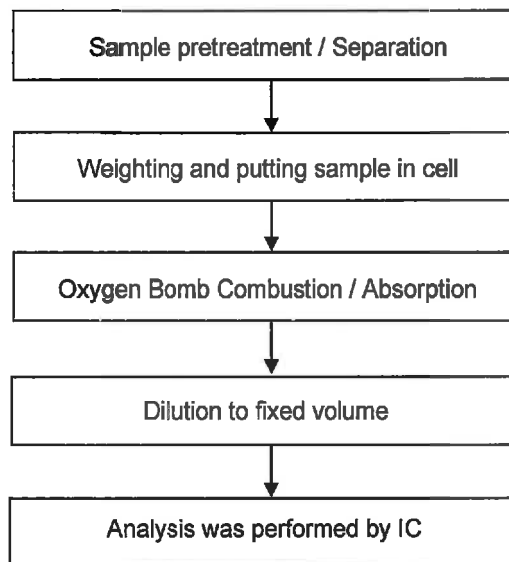 Sample pretreatment / Separation
Weighting and putting sample in cell
Oxygen Bomb Combustion / Absorption
Dilution to fixed volume
Analysis was performed by IC